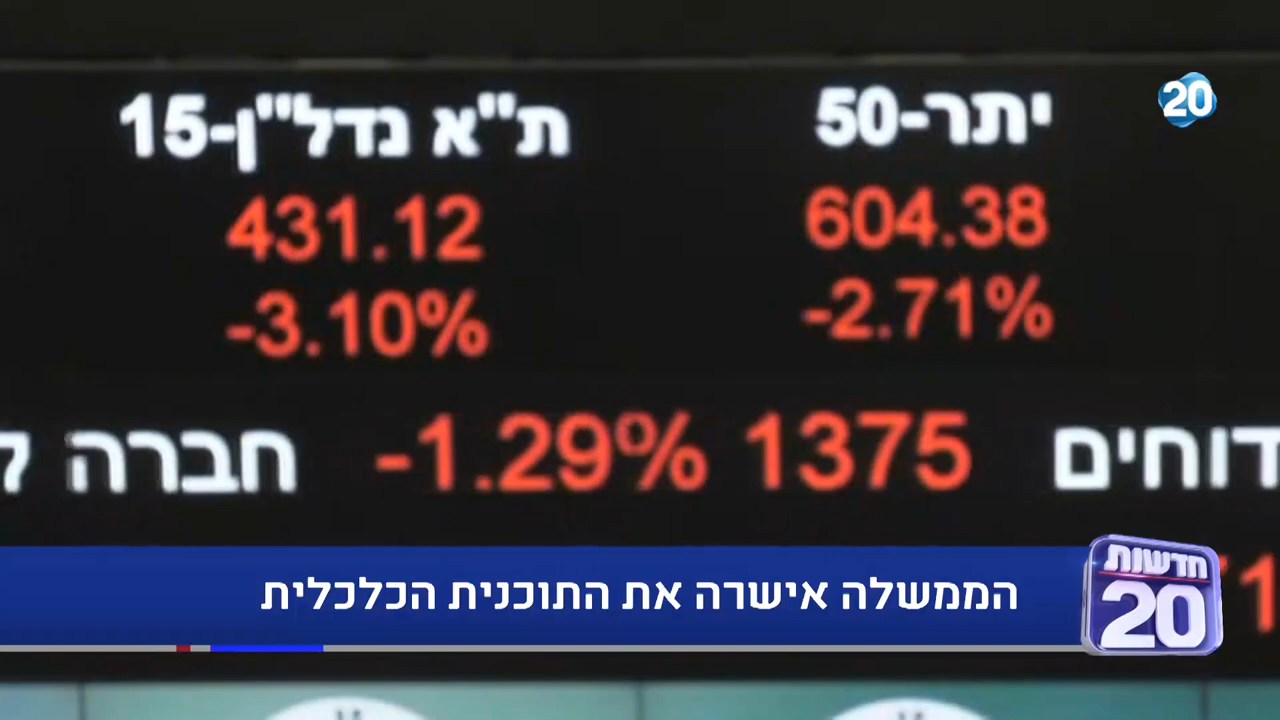 20
יתר-50
ת"א נדל"ן-15
604.38
431.12
-2.71%
-3.10%
דוחים 1375 -1.29% חברה ל
הממשלה אישרה את התוכנית הכלכלית
חדשות
20